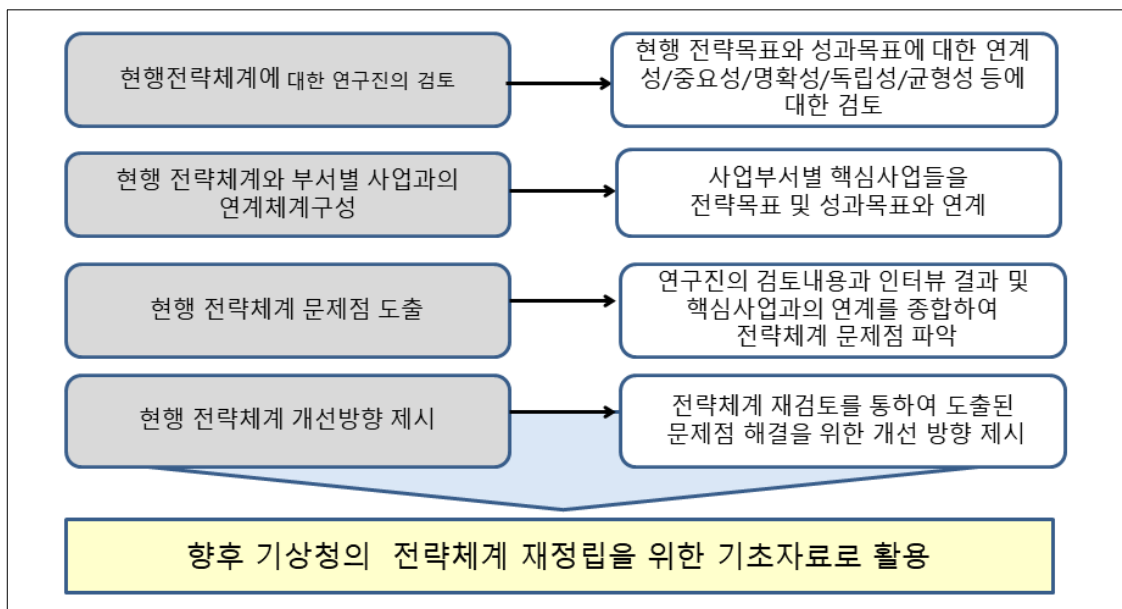 현행전략체계에 대한 연구진의 검토
현행 전략목표와 성과목표에 대한 연계
성/중요성/명확성/독립성/균형성 등에
대한 검토
현행 전략체계와 부서별 사업과의
연계체계구성
사업부서별 핵심사업들을
전략목표 및 성과목표와 연계
현행 전략체계 문제점 도출
연구진의 검토내용과 인터뷰 결과 및
핵심사업과의 연계를 종합하여
전략체계 문제점 파악
현행 전략체계 개선방향 제시
전략체계 재검토를 통하여 도출된
문제점 해결을 위한 개선 방향 제시
향후 기상청의 전략체계 재정립을 위한 기초자료로 활용